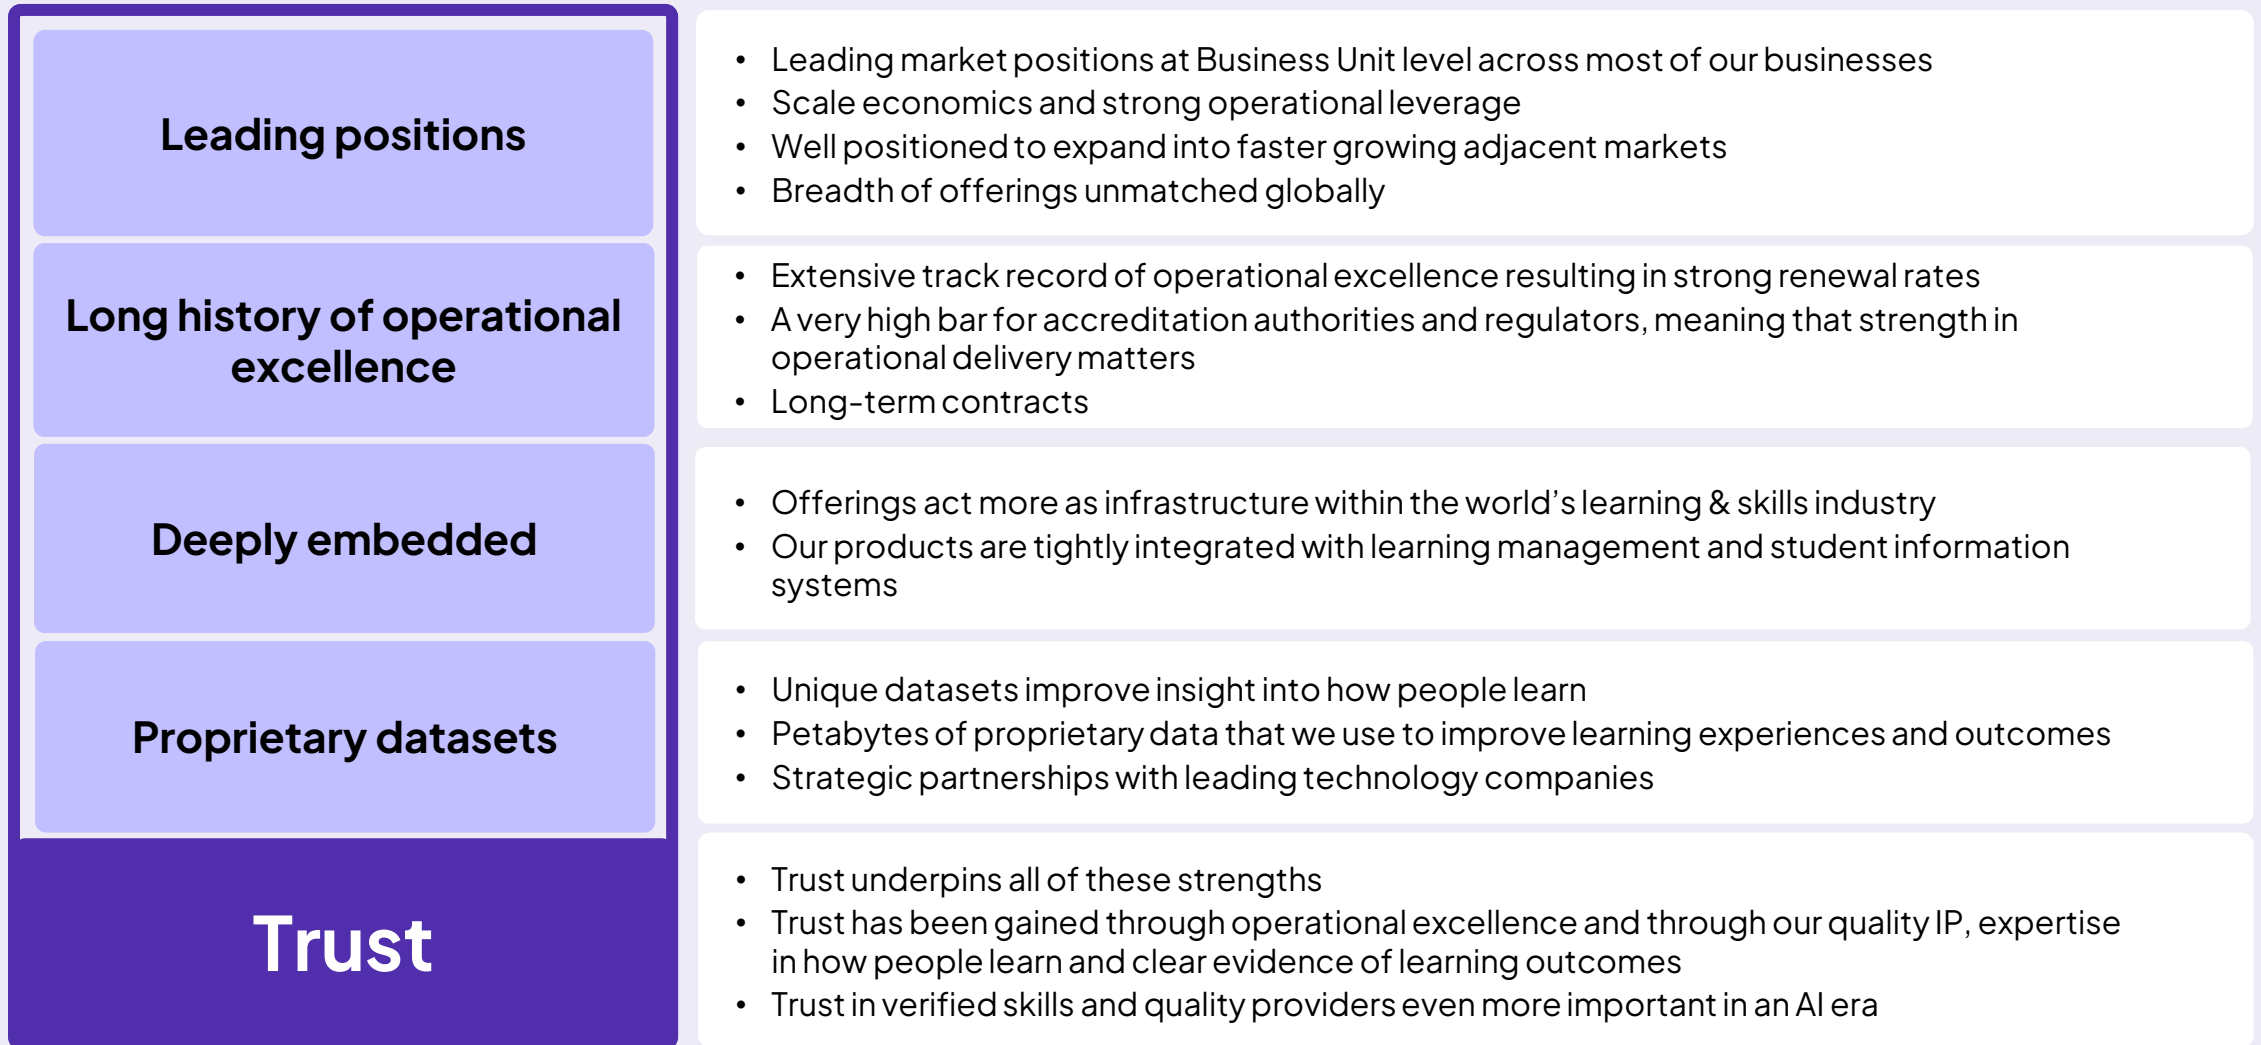 Leading positions
• Leading market positions at Business Unit level across most of our businesses
• Scale economics and strong operational leverage
• Well positioned to expand into faster growing adjacent markets
• Breadth of offerings unmatched globally
Long history of operational
excellence
• Extensive track record of operational excellence resulting in strong renewal rates
• A very high bar for accreditation authorities and regulators, meaning that strength in
operational delivery matters
• Long-term contracts
Deeply embedded
• Offerings act more as infrastructure within the world’s learning & skills industry
• Our products are tightly integrated with learning management and student information
systems
Proprietary datasets
• Unique datasets improve insight into how people learn
• Petabytes of proprietary data that we use to improve learning experiences and outcomes
• Strategic partnerships with leading technology companies
Trust
• Trust underpins all of these strengths
• Trust has been gained through operational excellence and through our quality IP, expertise
in how people learn and clear evidence of learning outcomes
• Trust in verified skills and quality providers even more important in an AI era